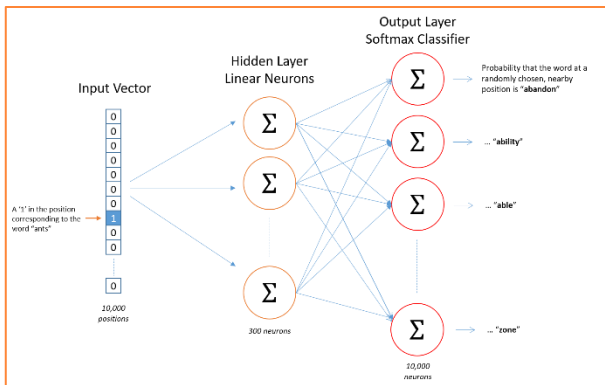 Output Layer
Softmax Classifier
Hidden Layer
Linear Neurons
Input Vector
0
0
0
0
0
0
0
1
0
0
0
A '1' in the position
corresponding to the
word "ants"
10,000
positions
Σ
Σ
Σ
300 neurons
Σ
Σ
Σ
Σ
10,000
neurons
Probability that the word at a
randomly chosen, nearby
position is "abandon"
... "ability"
... "able"
... "zone"